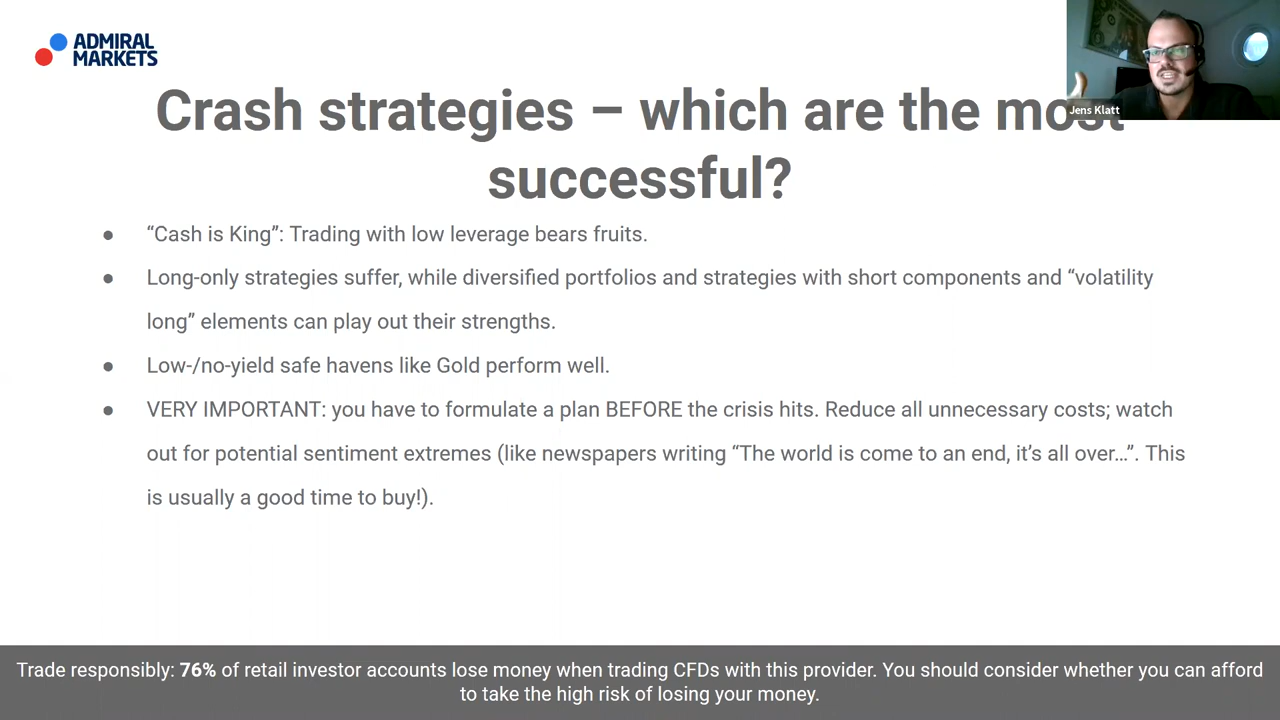 ADMIRAL
MARKETS
Jens Klatt
Crash strategies – which are the most
successful?
● “Cash is King”: Trading with low leverage bears fruits.
● Long-only strategies suffer, while diversified portfolios and strategies with short components and “volatility
long” elements can play out their strengths.
● Low-/no-yield safe havens like Gold perform well.
● VERY IMPORTANT: you have to formulate a plan BEFORE the crisis hits. Reduce all unnecessary costs; watch
out for potential sentiment extremes (like newspapers writing “The world is come to an end, it’s all over…”. This
is usually a good time to buy!).
Trade responsibly: 76% of retail investor accounts lose money when trading CFDs with this provider. You should consider whether you can afford
to take the high risk of losing your money.